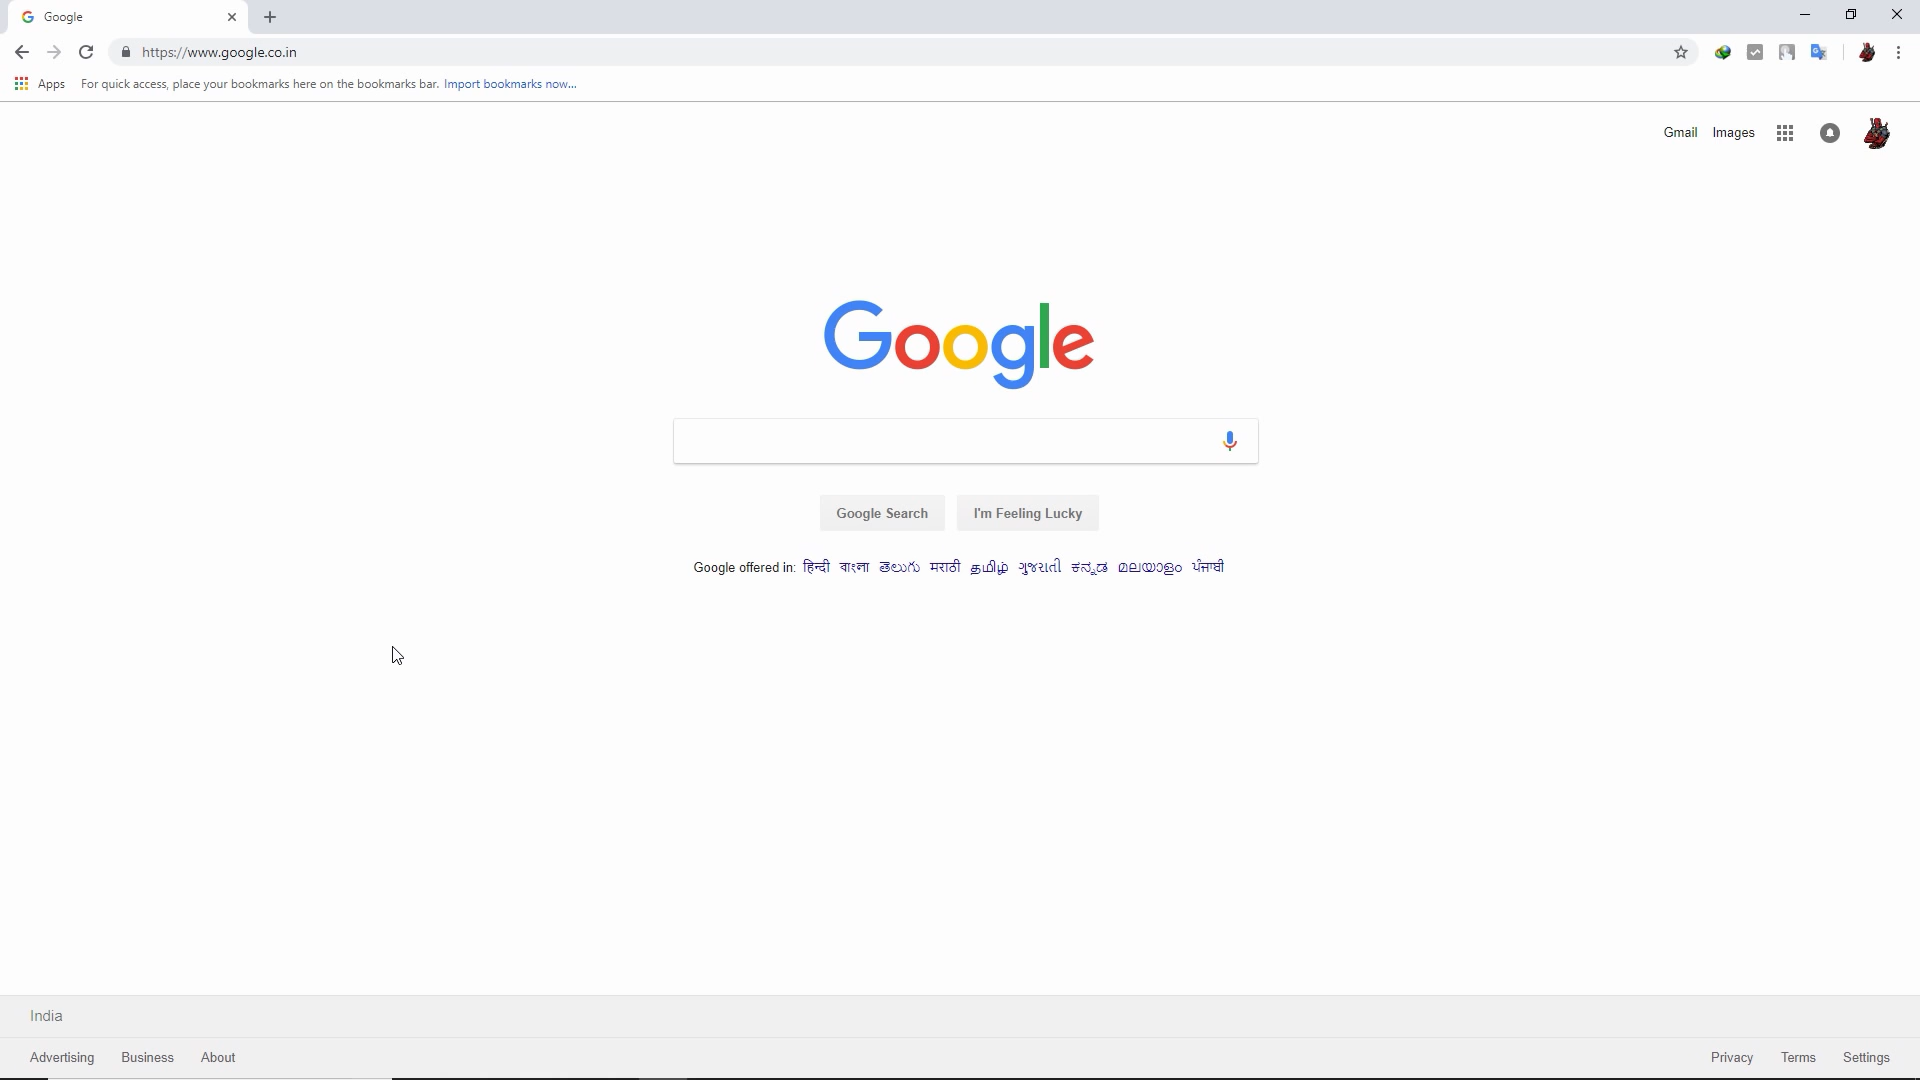 Google
https://www.google.co.in
Apps For quick access, place your bookmarks here on the bookmarks bar. Import bookmarks now...
Gmail Images
Google
Google Search I'm Feeling Lucky
Google offered in: हिन्दी বাংলা తెలుగు मराठी தமிழ் ગુજરાતી ಕನ್ನಡ മലയാളം ਪੰਜਾਬੀ
India
Advertising Business About Privacy Terms Settings